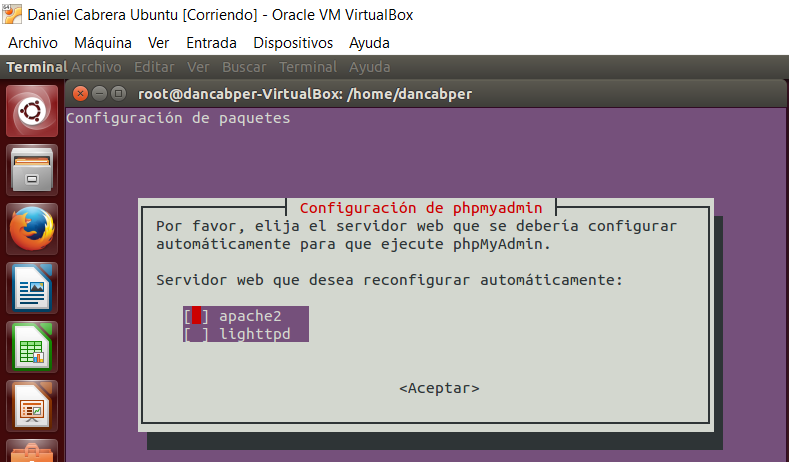 Daniel Cabrera Ubuntu [Corriendo] - Oracle VM VirtualBox
Archivo Máquina Ver Entrada Dispositivos Ayuda
Terminal Archivo Editar Ver Buscar Terminal Ayuda
root@dancabper-VirtualBox: /home/dancabper
Configuración de paquetes
Configuración de phpmyadmin
Por favor, elija el servidor web que se debería configurar
automáticamente para que ejecute phpMyAdmin.
Servidor web que desea reconfigurar automáticamente:
[ ] apache2
[ ] lighttpd
<Aceptar>